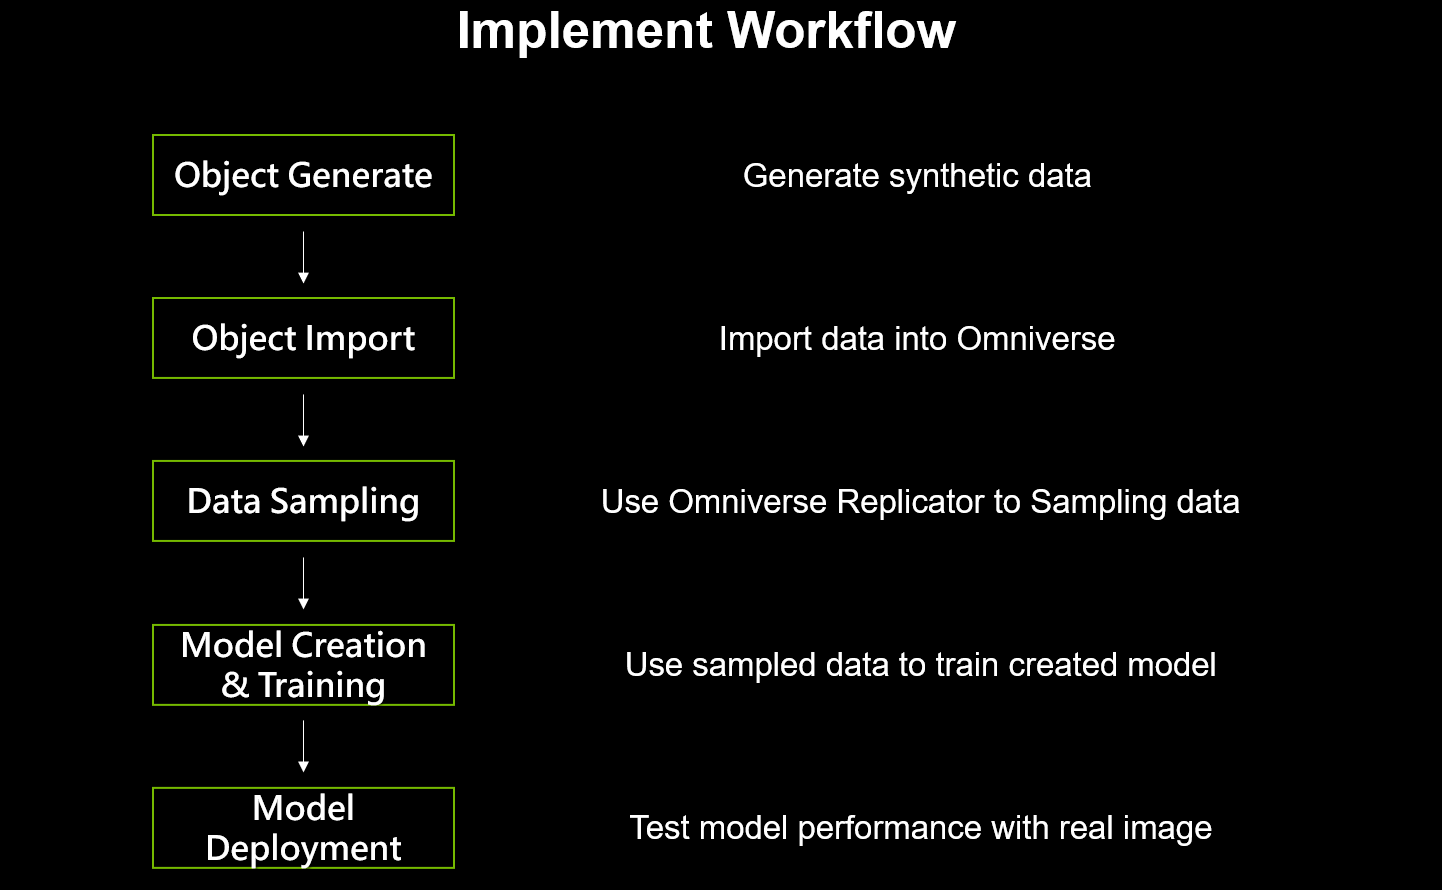 Implement Workflow
Object Generate
Generate synthetic data
Object Import
Import data into Omniverse
Data Sampling
Use Omniverse Replicator to Sampling data
Model Creation
& Training
Use sampled data to train created model
Model
Deployment
Test model performance with real image